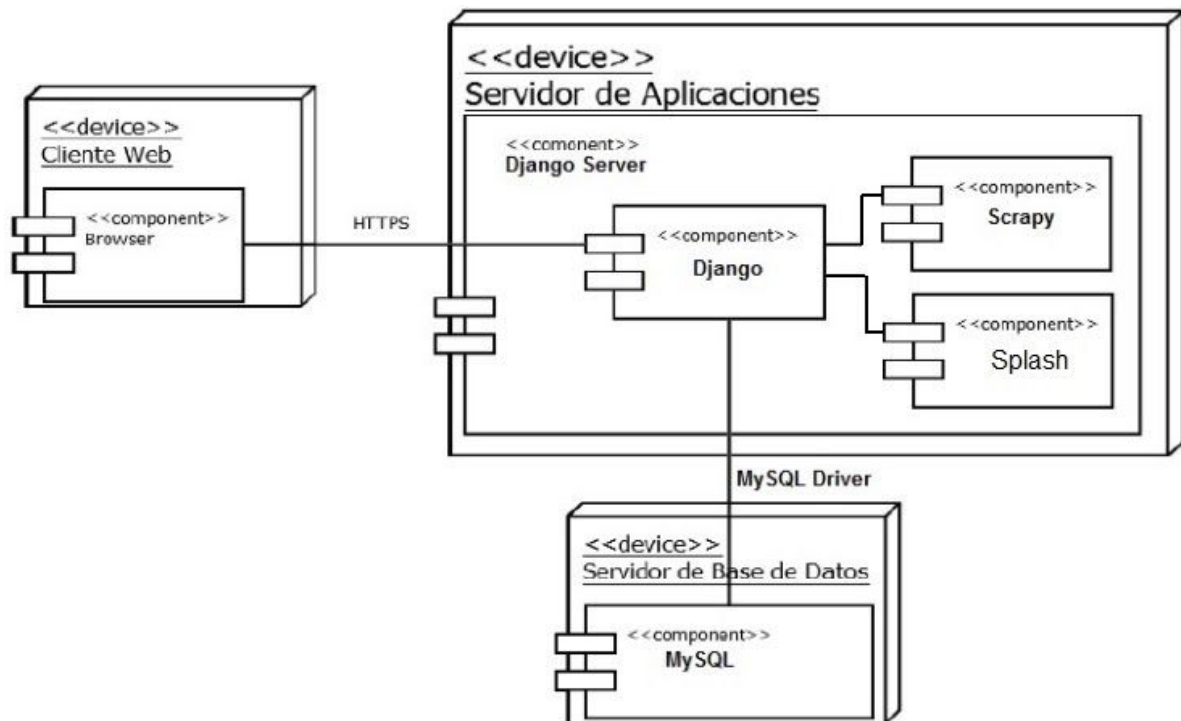 <<device>>
Cliente Web
<<component>>
Browser
HTTPS
<<device>>
Servidor de Aplicaciones
<<comonent>>
Django Server
<<component>>
Django
<<component>>
Scrapy
<<component>>
Splash
MySQL Driver
<<device>>
Servidor de Base de Datos
<<component>>
MySQL